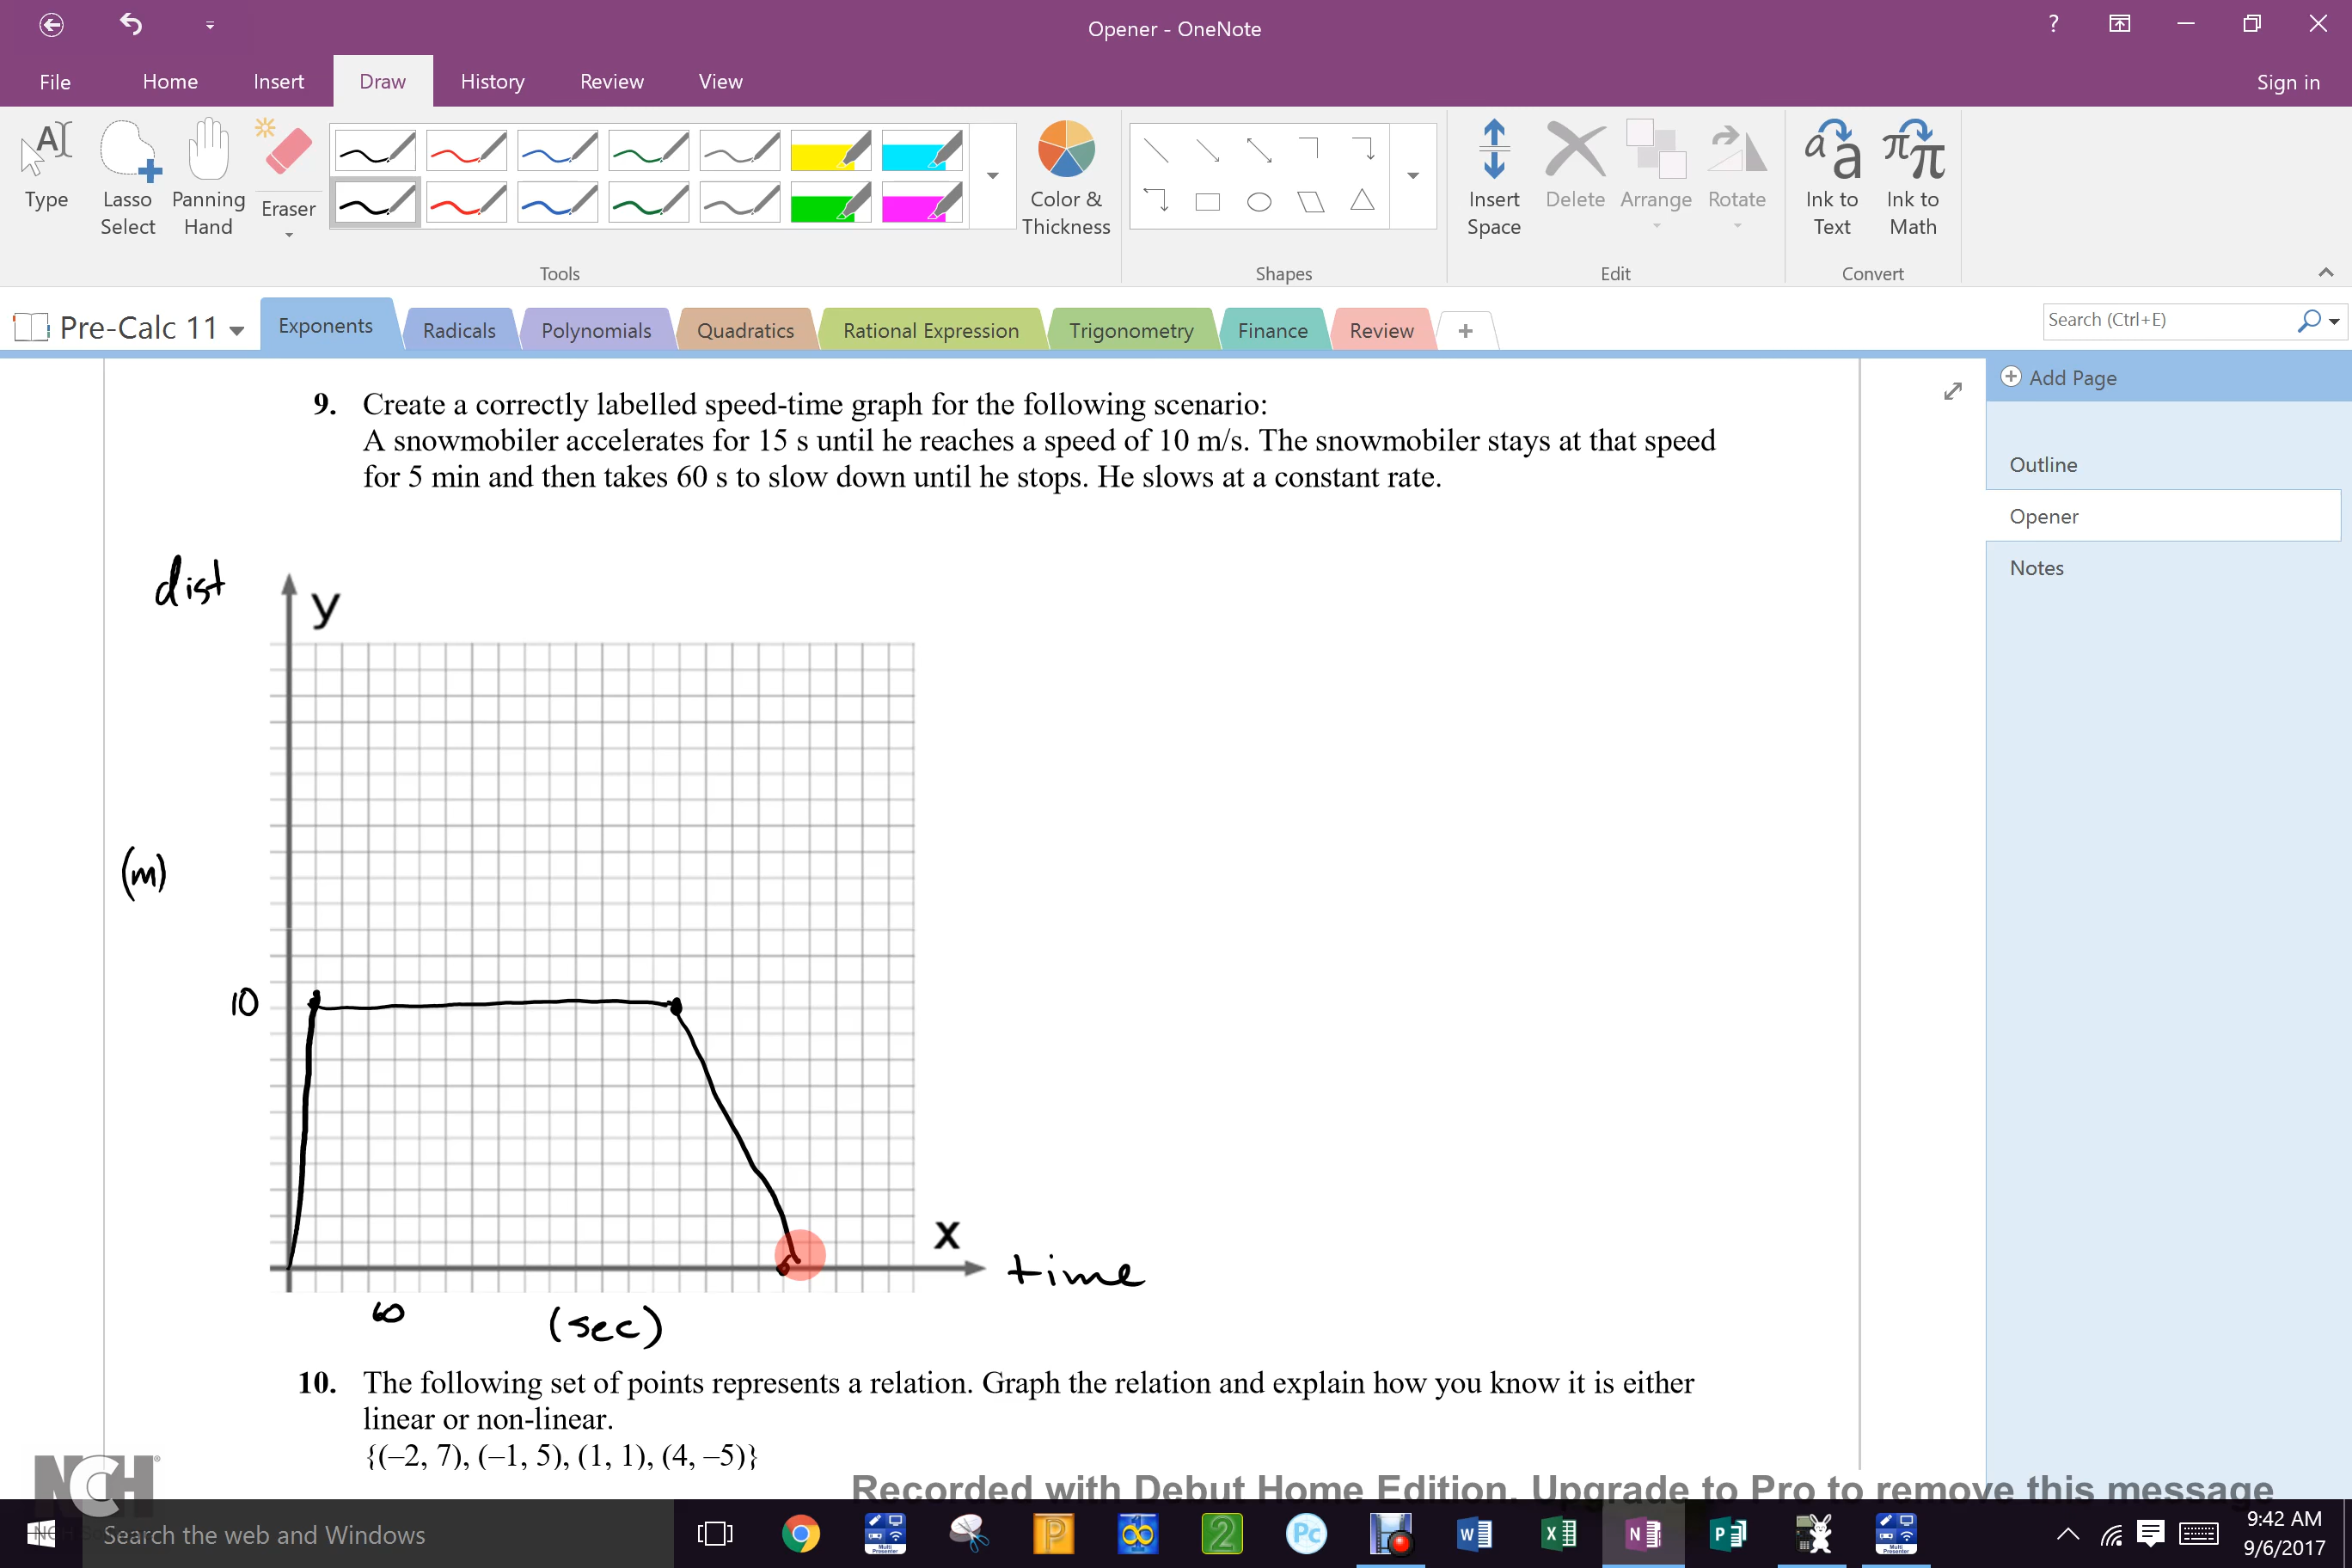 Opener - OneNote
?
File Home Insert Draw History Review View Sign in
Type
Lasso Select
Panning Hand
Eraser
Color & Thickness
Insert Space
Delete
Arrange
Rotate
Ink to Text
Ink to Math
Tools Shapes Edit Convert
Pre-Calc 11 Exponents Radicals Polynomials Quadratics Rational Expression Trigonometry Finance Review + Search (Ctrl+E)
Add Page
Outline
Opener
Notes
9. Create a correctly labelled speed-time graph for the following scenario:
A snowmobiler accelerates for 15 s until he reaches a speed of 10 m/s. The snowmobiler stays at that speed
for 5 min and then takes 60 s to slow down until he stops. He slows at a constant rate.
dist
y
(m)
10
x
time
60
(sec)
10. The following set of points represents a relation. Graph the relation and explain how you know it is either
linear or non-linear.
{(–2, 7), (–1, 5), (1, 1), (4, –5)}
NCH
Recorded with Debut Home Edition. Upgrade to Pro to remove this message
Search the web and Windows
9:42 AM
9/6/2017